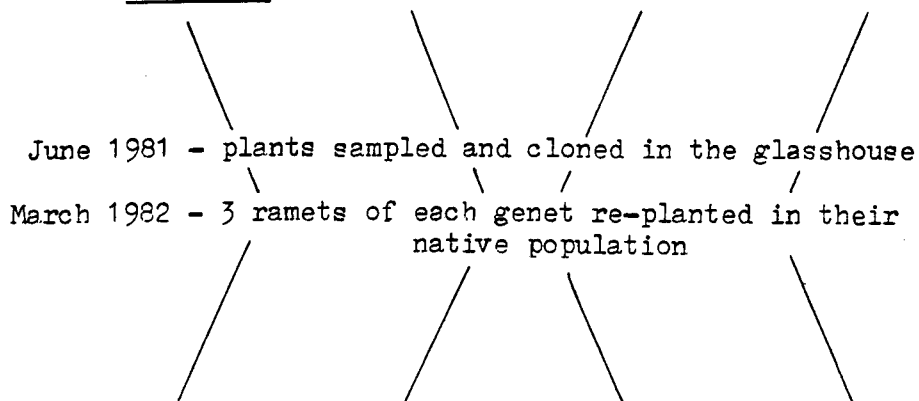 June 1981 - plants sampled and cloned in the glasshouse
March 1982 - 3 ramets of each genet re-planted in their
native population